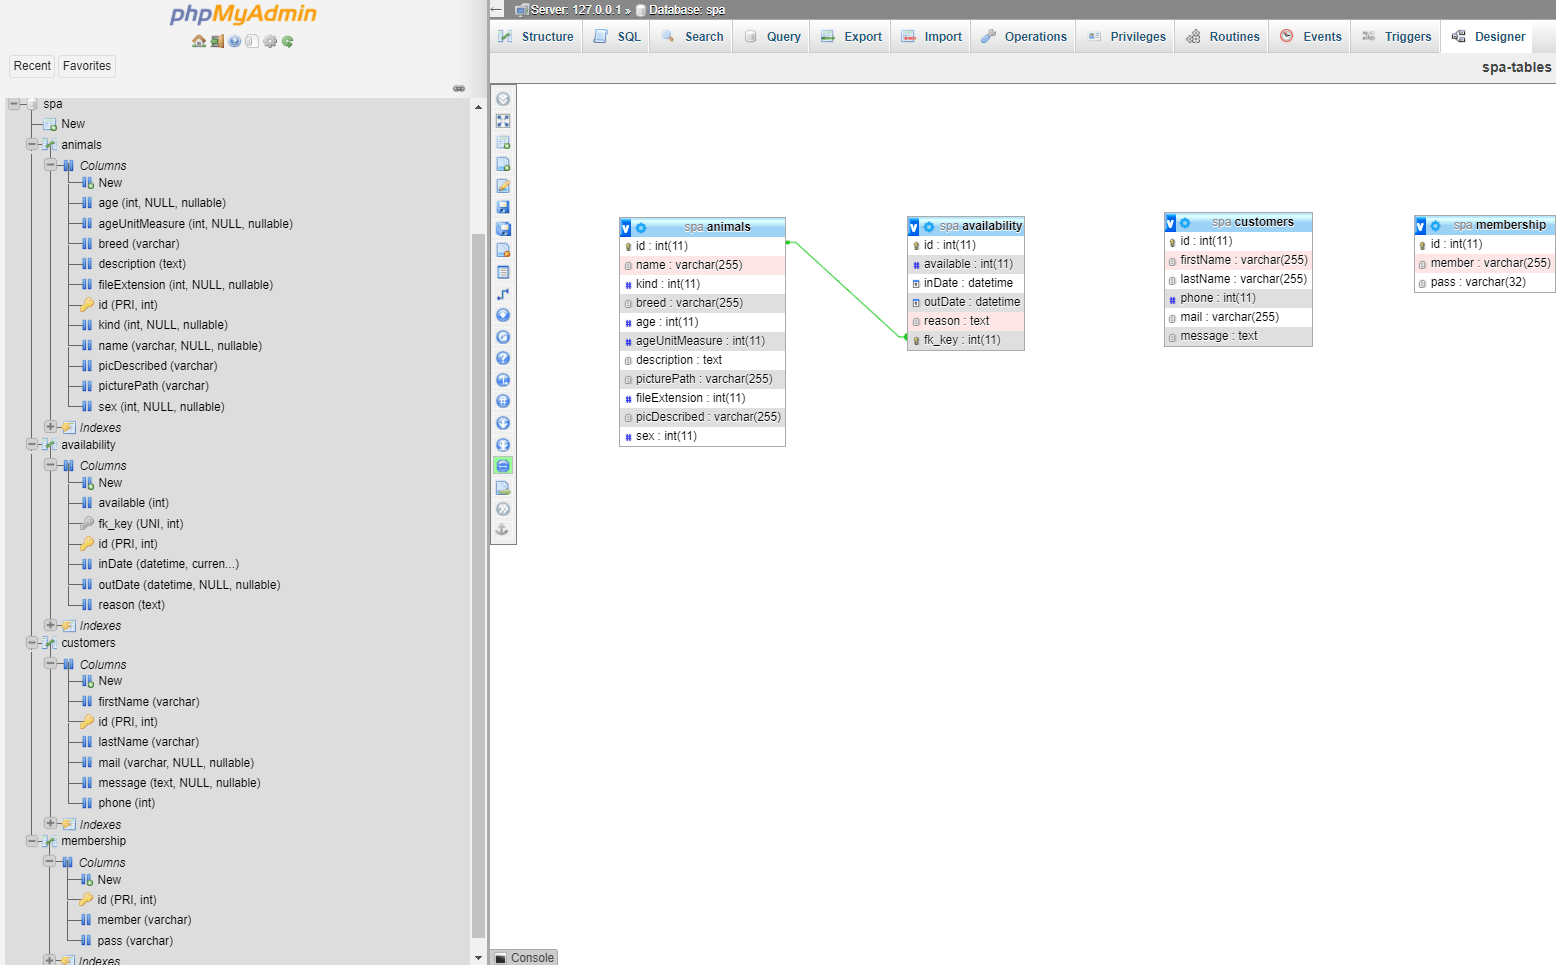 phpMyAdmin
Recent
Favorites
spa
New
animals
Columns
New
age (int, NULL, nullable)
ageUnitMeasure (int, NULL, nullable)
breed (varchar)
description (text)
fileExtension (int, NULL, nullable)
id (PRI, int)
kind (int, NULL, nullable)
name (varchar, NULL, nullable)
picDescribed (varchar)
picturePath (varchar)
sex (int, NULL, nullable)
Indexes
availability
Columns
New
available (int)
fk_key (UNI, int)
id (PRI, int)
inDate (datetime, curren...)
outDate (datetime, NULL, nullable)
reason (text)
Indexes
customers
Columns
New
firstName (varchar)
id (PRI, int)
lastName (varchar)
mail (varchar, NULL, nullable)
message (text, NULL, nullable)
phone (int)
Indexes
membership
Columns
New
id (PRI, int)
member (varchar)
pass (varchar)
Indexes
Server: 127.0.0.1 » Database: spa
Structure SQL Search Query Export Import Operations Privileges Routines Events Triggers Designer
spa-tables
spa animals
id : int(11)
name : varchar(255)
kind : int(11)
breed : varchar(255)
age : int(11)
ageUnitMeasure : int(11)
description : text
picturePath : varchar(255)
fileExtension : int(11)
picDescribed : varchar(255)
sex : int(11)
spa availability
id : int(11)
available : int(11)
inDate : datetime
outDate : datetime
reason : text
fk_key : int(11)
spa customers
id : int(11)
firstName : varchar(255)
lastName : varchar(255)
phone : int(11)
mail : varchar(255)
message : text
spa membership
id : int(11)
member : varchar(255)
pass : varchar(32)
Console